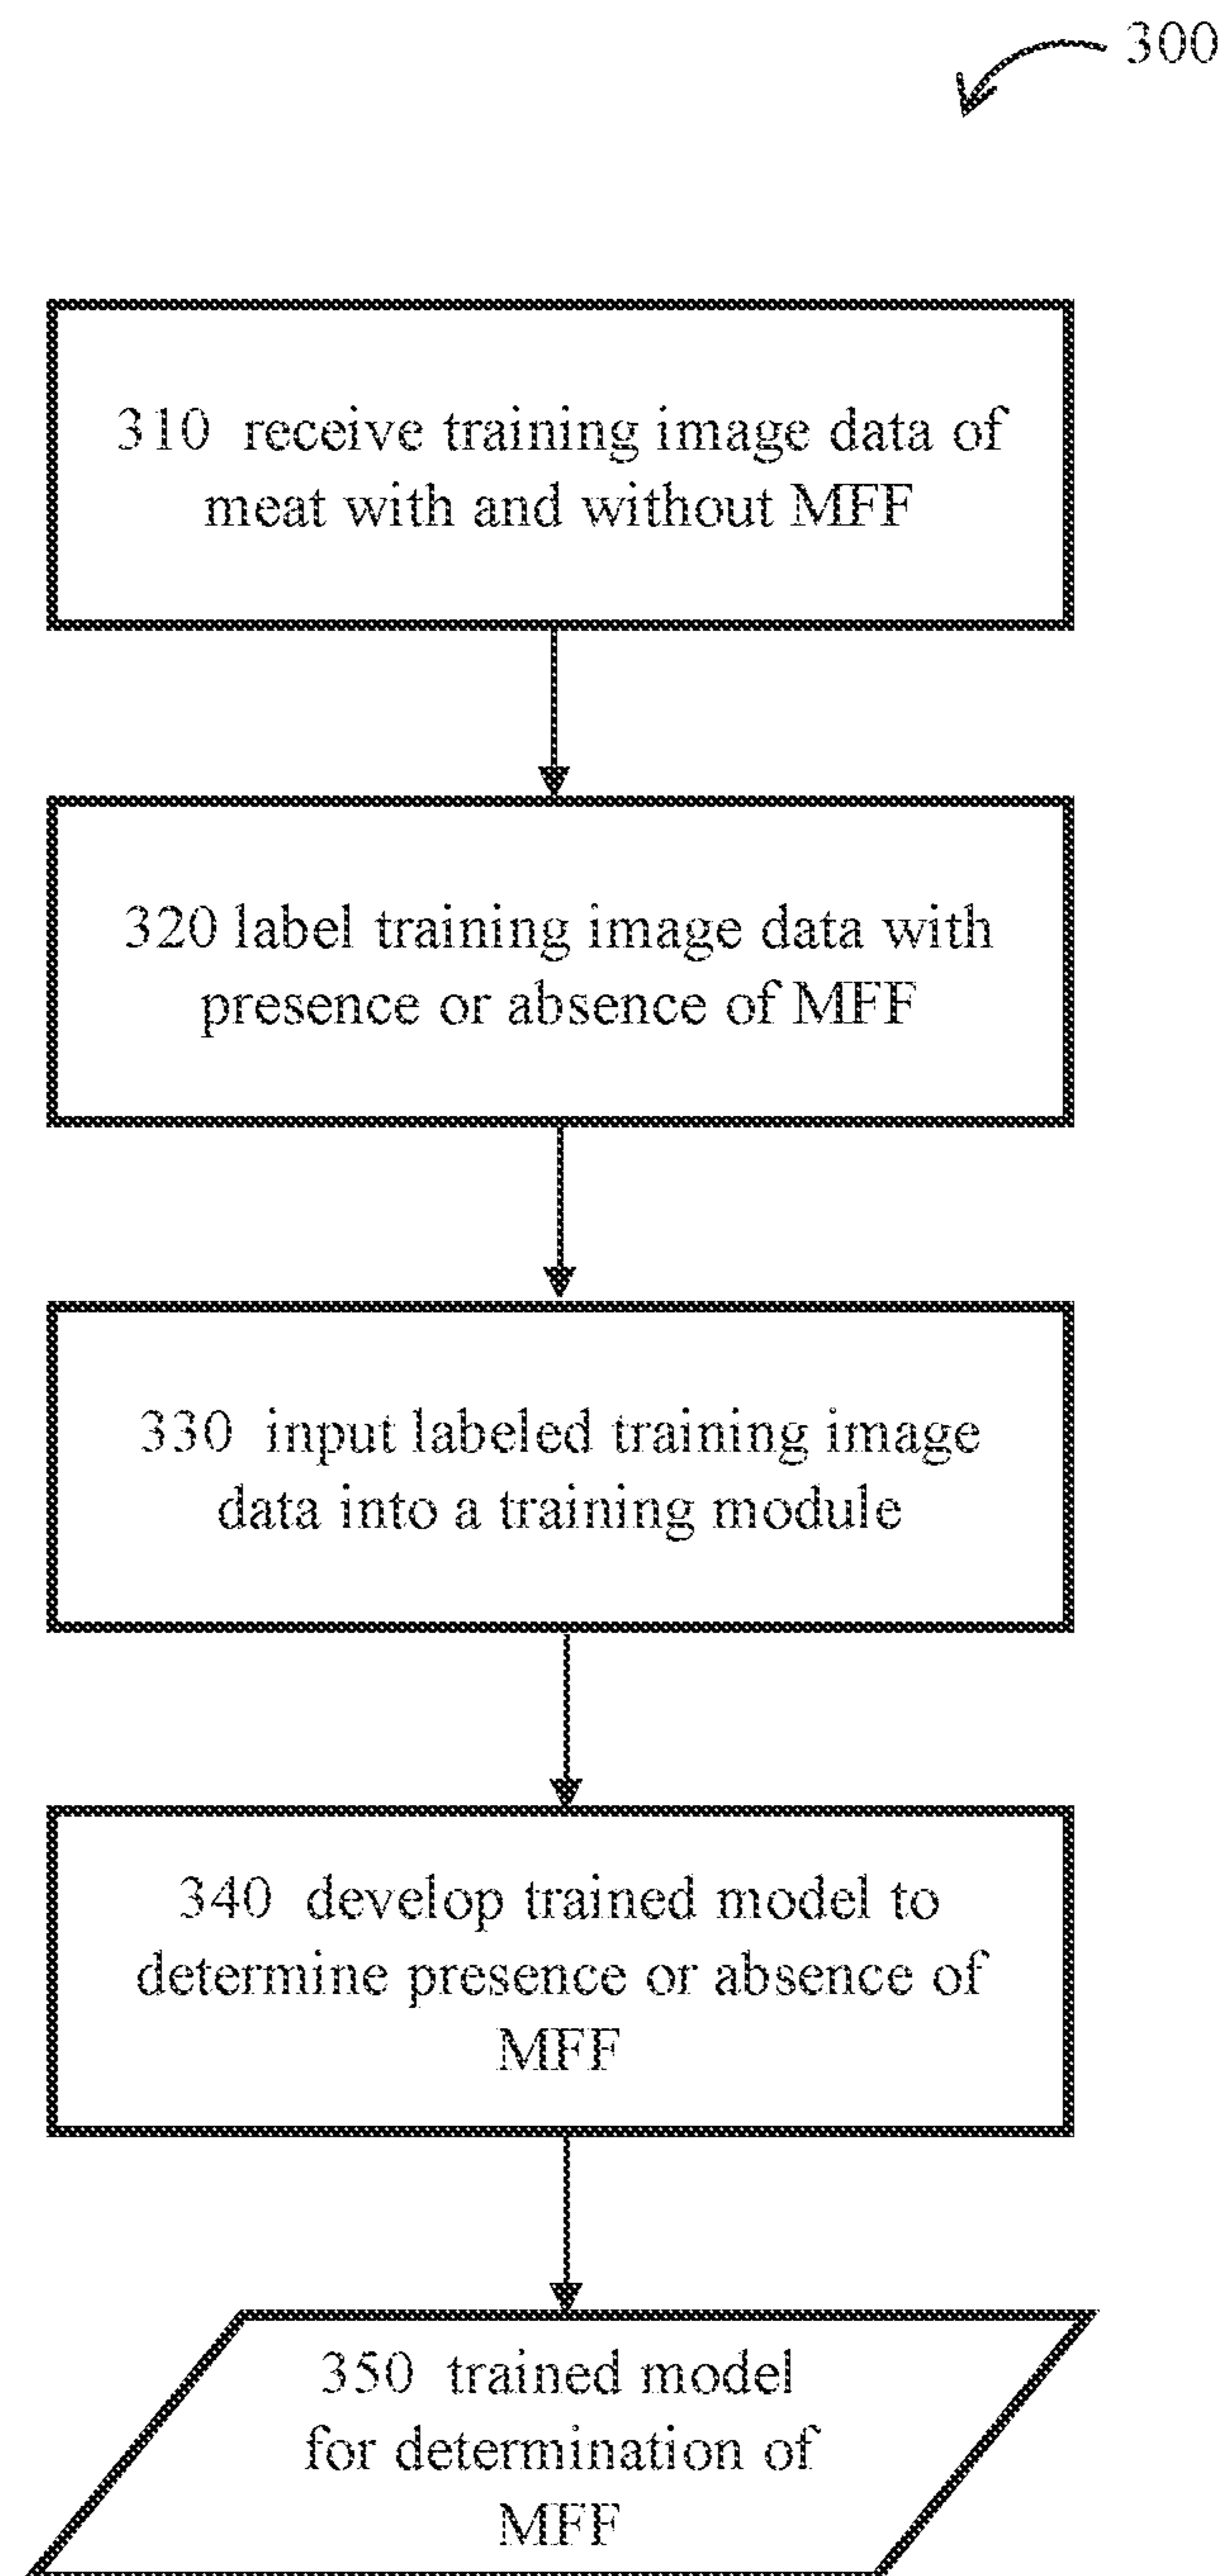 300
310 receive training image data of
meat with and without MFF
320 label training image data with
presence or absence of MFF
330 input labeled training image
data into a training module
340 develop trained model to
determine presence or absence of
MFF
350 trained model
for determination of
MFF